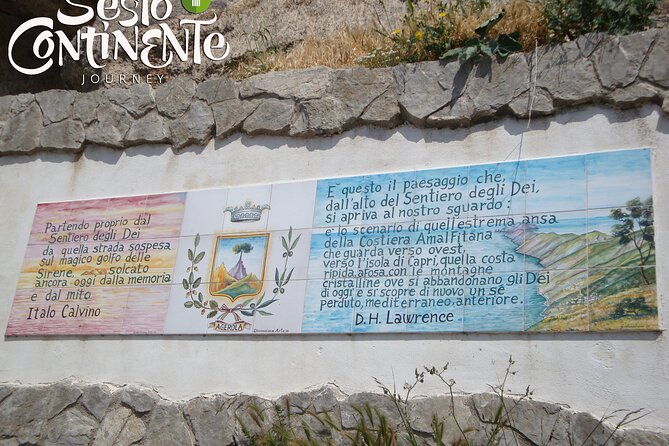 Sesto
Continente
JOURNEY
Partendo proprio dal
Sentiero degli Dei
da quella strada sospesa
sul magico golfo delle
Sirene, solcato
ancora oggi dalla memoria
e dal mito.
Italo Calvino
AGEROLA
E' questo il paesaggio che,
dall'alto del Sentiero degli Dei,
si apriva al nostro sguardo:
è lo scenario di quell'estrema ansa
della Costiera Amalfitana
che guarda verso ovest,
verso l'isola di Capri, quella costa
ripida, afosa, con le montagne
cristalline ove si abbandonano gli Dei
di oggi e si scopre di nuovo un sé
perduto, mediterraneo, anteriore.
D.H. Lawrence